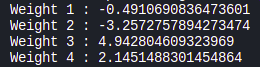 Weight 1 : -0.4910690836473601
Weight 2 : -3.2572757894273474
Weight 3 : 4.942804609323969
Weight 4 : 2.1451488301454864